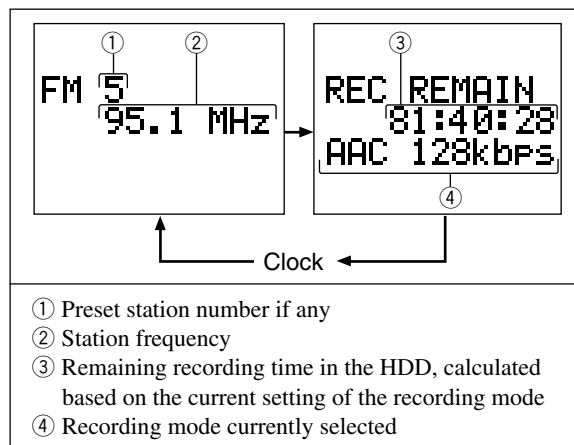 ① ②
FM 5
95.1 MHz
③
REC REMAIN
81:40:28
AAC 128kbps
④
Clock
① Preset station number if any
② Station frequency
③ Remaining recording time in the HDD, calculated
based on the current setting of the recording mode
④ Recording mode currently selected